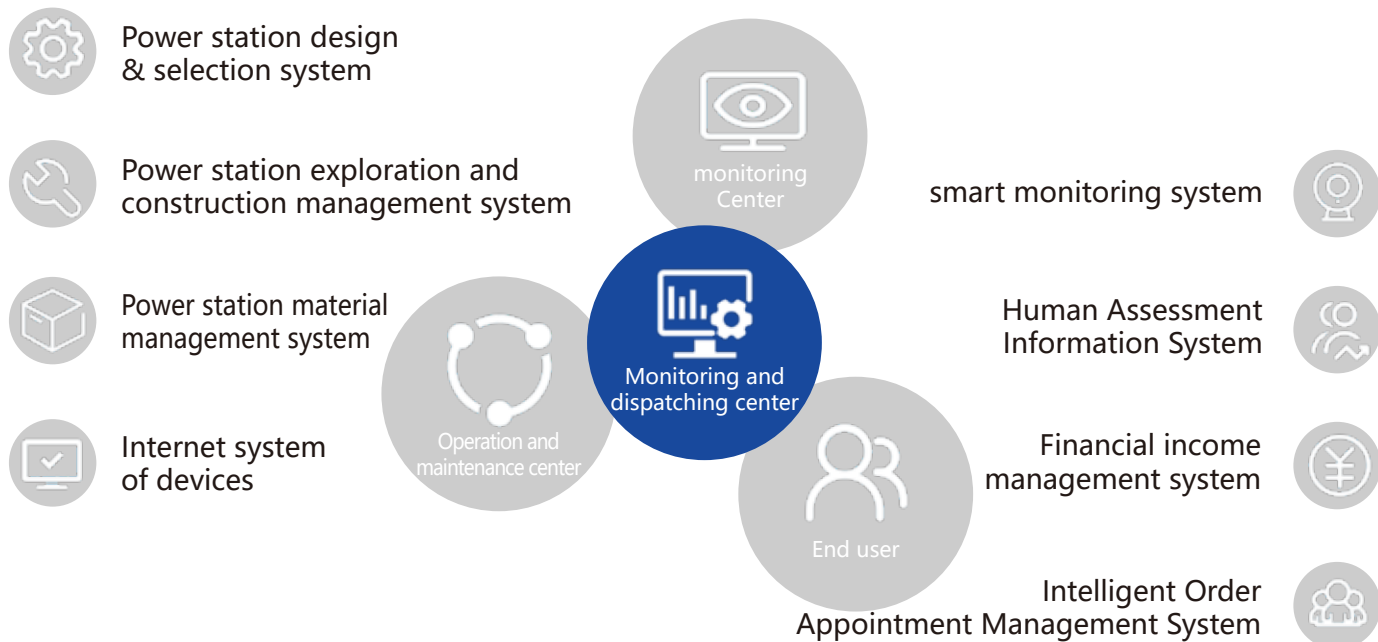 Power station design
& selection system
Power station exploration and
construction management system
Power station material
management system
Internet system
of devices
monitoring
Center
Monitoring and
dispatching center
Operation and
maintenance center
End user
smart monitoring system
Human Assessment
Information System
Financial income
management system
Intelligent Order
Appointment Management System